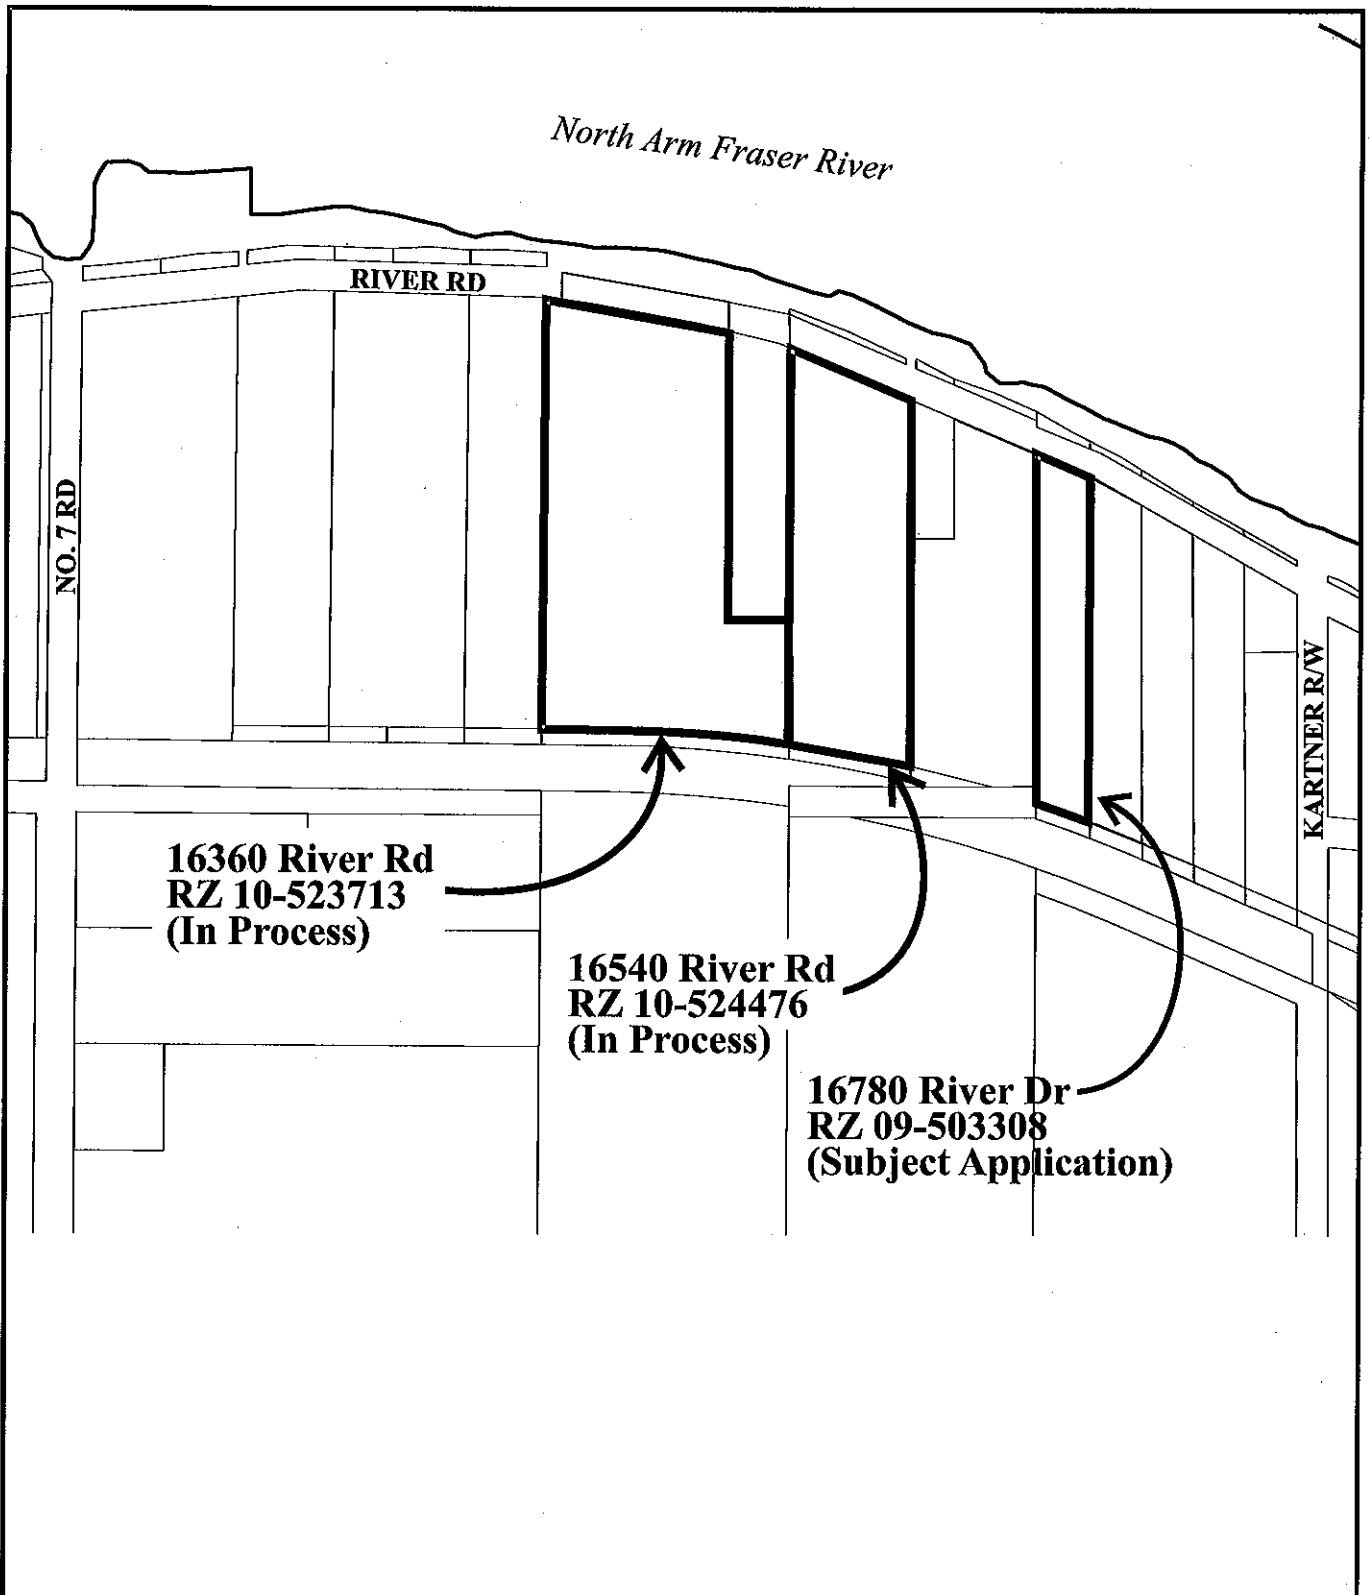 North Arm Fraser River
RIVER RD
NO. 7 RD
KARTNER R/W
16360 River Rd
RZ 10-523713
(In Process)
16540 River Rd
RZ 10-524476
(In Process)
16780 River Dr
RZ 09-503308
(Subject Application)